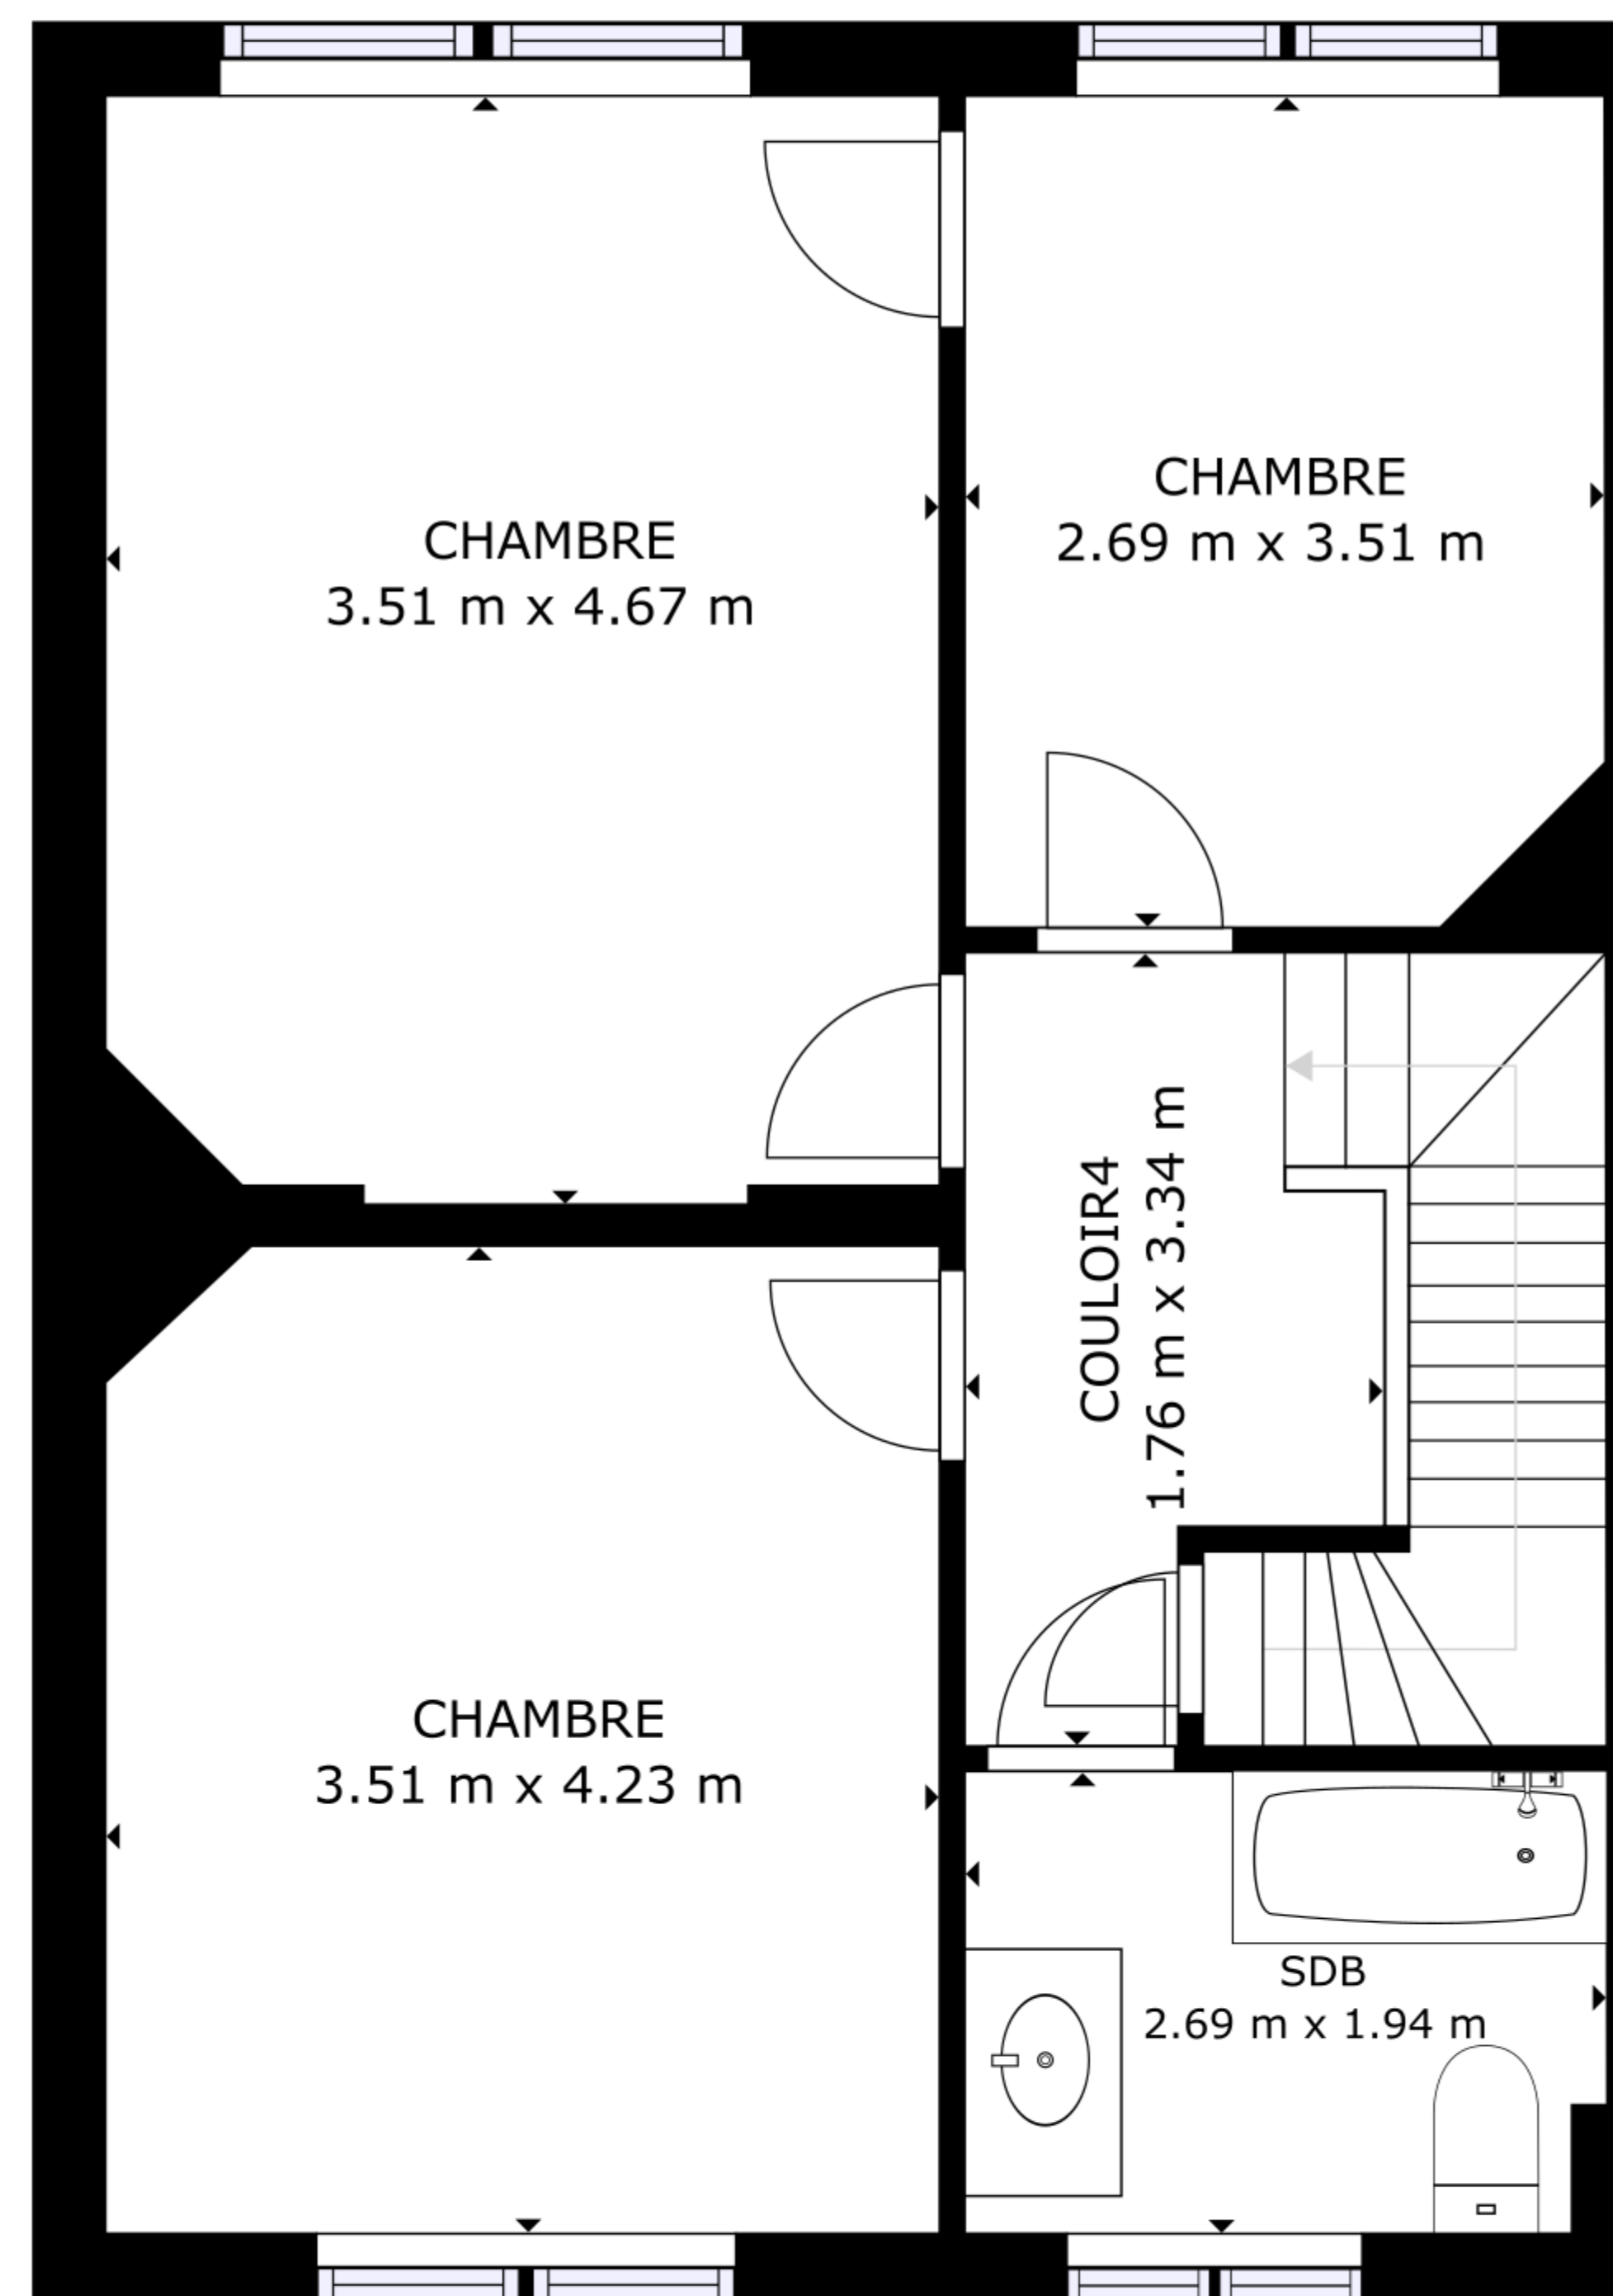 CHAMBRE
3.51 m x 4.67 m
CHAMBRE
2.69 m x 3.51 m
COULOIR4
1.76 m x 3.34 m
CHAMBRE
3.51 m x 4.23 m
SDB
2.69 m x 1.94 m